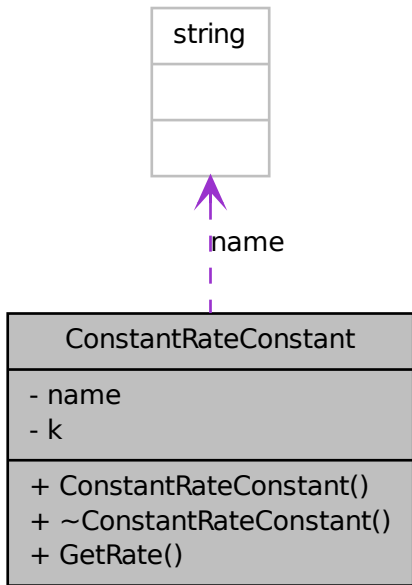 string
name
ConstantRateConstant
- name
- k
+ ConstantRateConstant()
+ ~ConstantRateConstant()
+ GetRate()